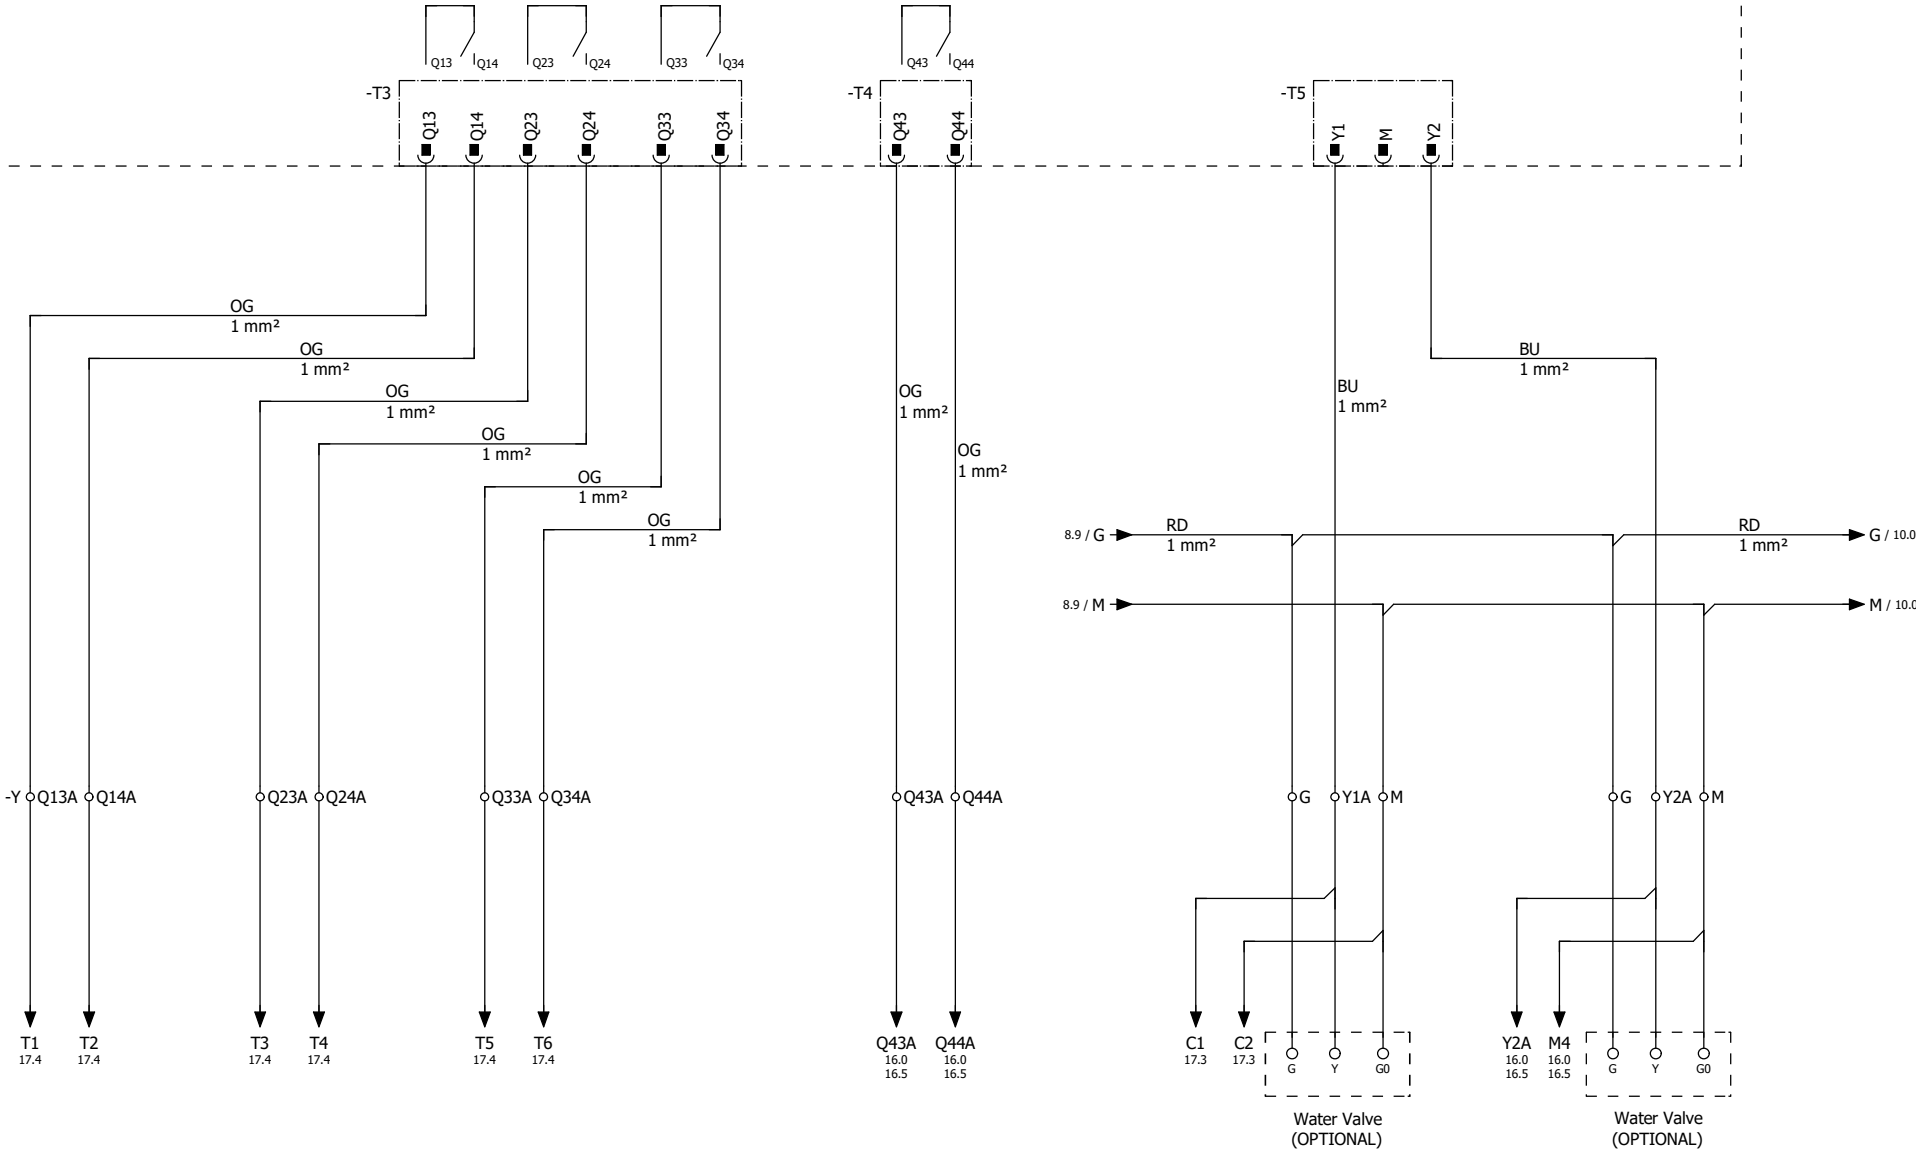 Q13 Q14 Q23 Q24 Q33 Q34 Q43 Q44
-T3 -T4 -T5
Q13 Q14 Q23 Q24 Q33 Q34 Q43 Q44 Y1 M Y2
OG
1 mm²
OG
1 mm²
BU
1 mm²
OG
1 mm²
OG
1 mm²
BU
1 mm²
OG
1 mm²
OG
1 mm²
OG
1 mm²
OG
1 mm²
8.9 / G
RD
1 mm²
RD
1 mm²
G / 10.0
8.9 / M
M / 10.0
-Y Q13A Q14A Q23A Q24A Q33A Q34A Q43A Q44A G Y1A M G Y2A M
T1
17.4
T2
17.4
T3
17.4
T4
17.4
T5
17.4
T6
17.4
Q43A
16.0
16.5
Q44A
16.0
16.5
C1
17.3
C2
17.3
G Y G0
Y2A
16.0
16.5
M4
16.0
16.5
G Y G0
Water Valve
(OPTIONAL)
Water Valve
(OPTIONAL)